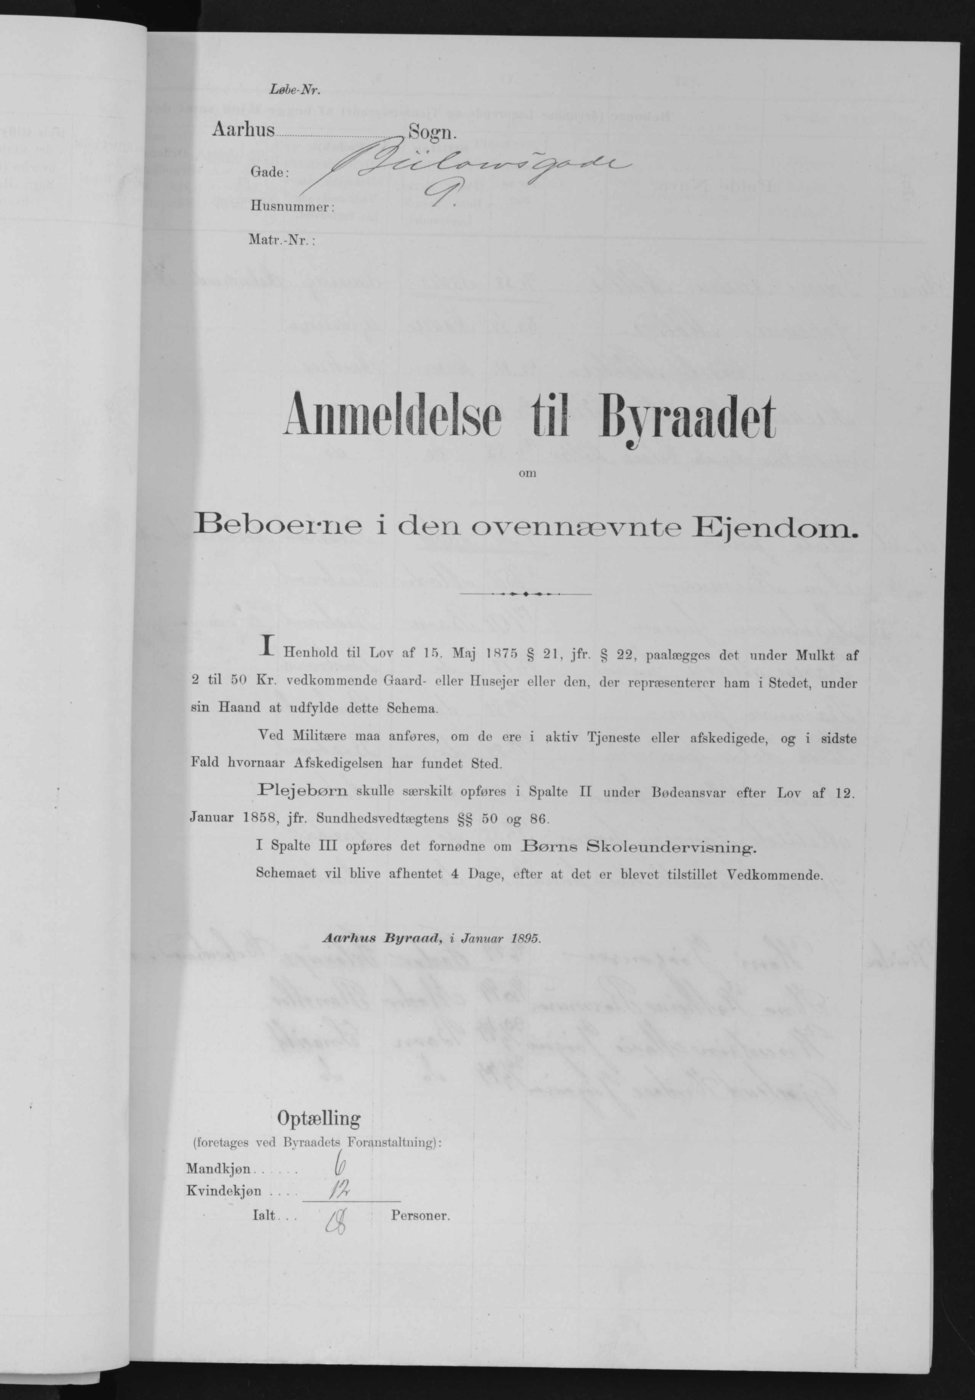 Løbe-Nr.
Aarhus Sogn.
Gade: Bülowsgade
Husnummer: 9.
Matr.-Nr.:
Anmeldelse til Byraadet
om
Beboerne i den ovennævnte Ejendom.
I Henhold til Lov af 15. Maj 1875 § 21, jfr. § 22, paalægges det under Mulkt af
2 til 50 Kr. vedkommende Gaard- eller Husejer eller den, der repræsenterer ham i Stedet, under
sin Haand at udfylde dette Schema.
Ved Militære maa anføres, om de ere i aktiv Tjeneste eller afskedigede, og i sidste
Fald hvornaar Afskedigelsen har fundet Sted.
Plejebørn skulle særskilt opføres i Spalte II under Bødeansvar efter Lov af 12.
Januar 1858, jfr. Sundhedsvedtægtens §§ 50 og 86.
I Spalte III opføres det fornødne om Børns Skoleundervisning.
Schemaet vil blive afhentet 4 Dage, efter at det er blevet tilstillet Vedkommende.
Aarhus Byraad, i Januar 1895.
Optælling
(foretages ved Byraadets Foranstaltning):
Mandkjøn...... 6
Kvindekjøn .... 12
Ialt... 18 Personer.